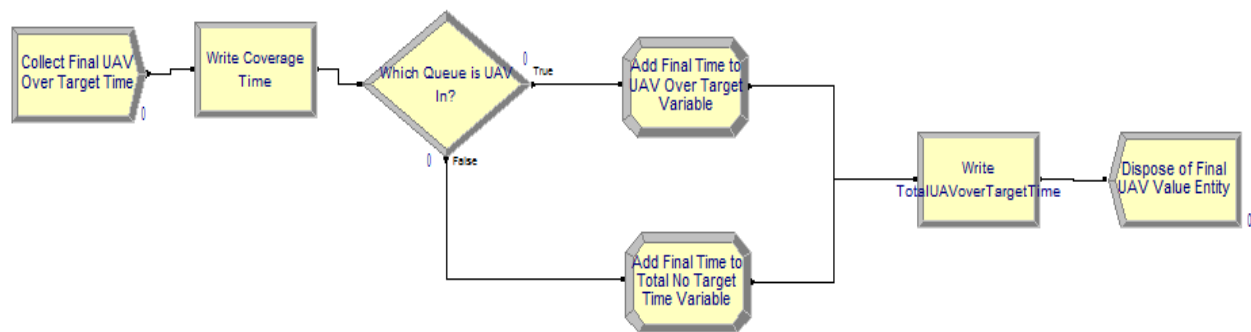 Collect Final UAV
Over Target Time
0
Write Coverage
Time
Which Queue is UAV
In?
0
True
0
False
Add Final Time to
UAV Over Target
Variable
Add Final Time to
Total No Target
Time Variable
Write
TotalUAVoverTargetTime
Dispose of Final
UAV Value Entity
0